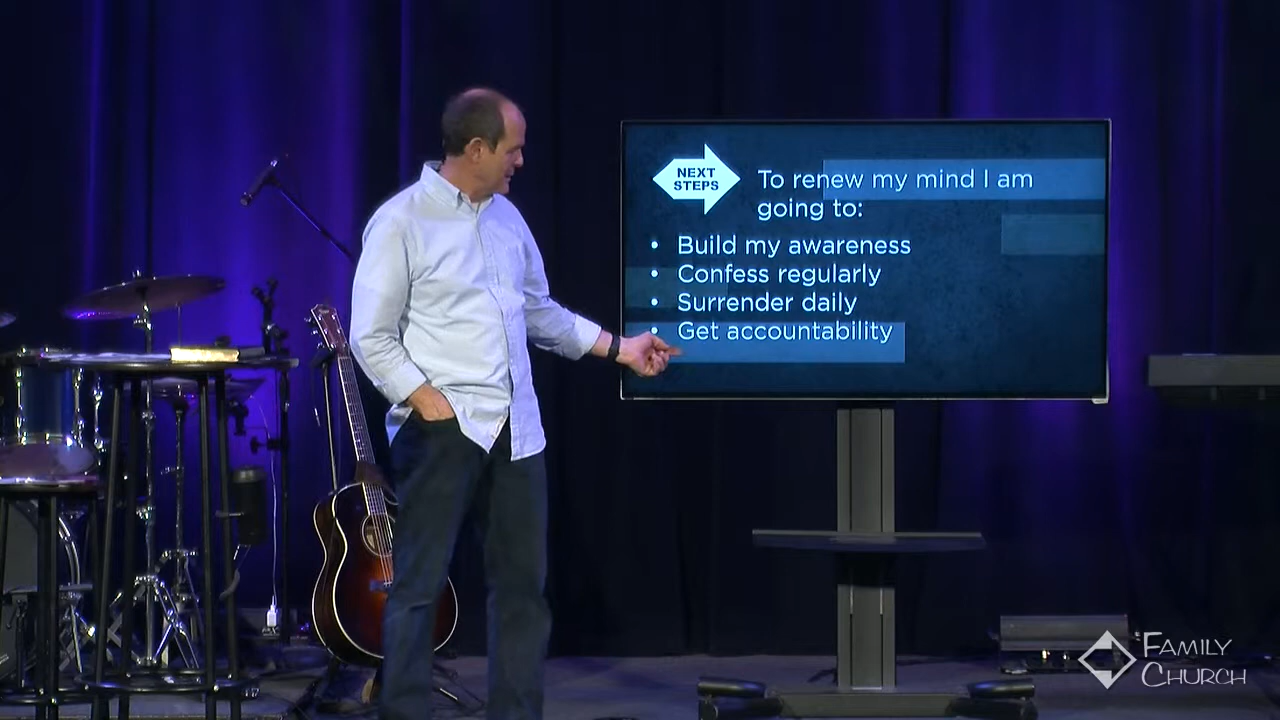 NEXT
STEPS
To renew my mind I am
going to:
• Build my awareness
• Confess regularly
• Surrender daily
• Get accountability
FAMILY
CHURCH